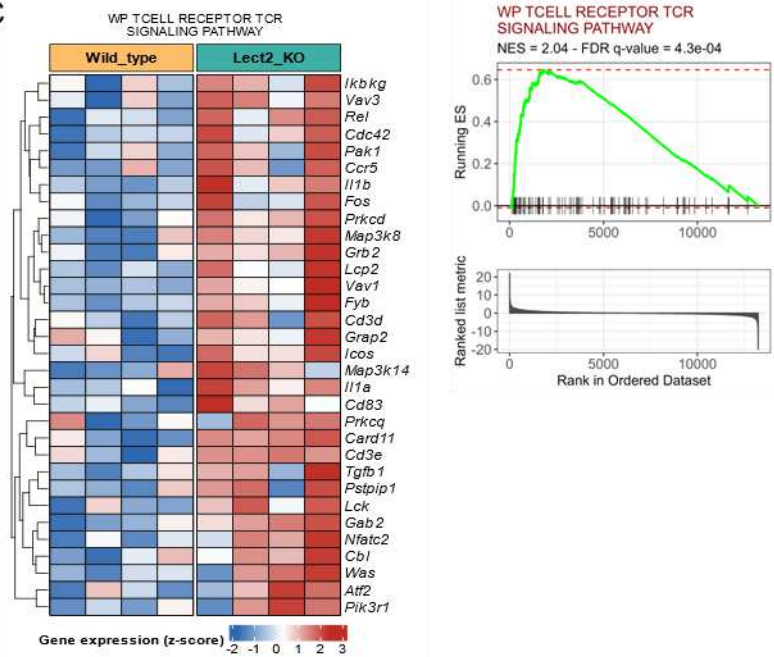 C
WP TCELL RECEPTOR TCR
SIGNALING PATHWAY
Wild_type
Lect2_KO
Ikbkg
Vav3
Rel
Cdc42
Pak1
Ccr5
Il1b
Fos
Prkcd
Map3k8
Grb2
Lcp2
Vav1
Fyb
Cd3d
Grap2
Icos
Map3k14
Il1a
Cd83
Prkcq
Card11
Cd3e
Tgfb1
Pstpip1
Lck
Gab2
Nfatc2
Cbl
Was
Atf2
Pik3r1
Gene expression (z-score)
-2 -1 0 1 2 3
WP TCELL RECEPTOR TCR
SIGNALING PATHWAY
NES = 2.04 - FDR q-value = 4.3e-04
Running ES
0.6
0.4
0.2
0.0
0 5000 10000
Ranked list metric
20
10
0
-10
-20
0 5000 10000
Rank in Ordered Dataset